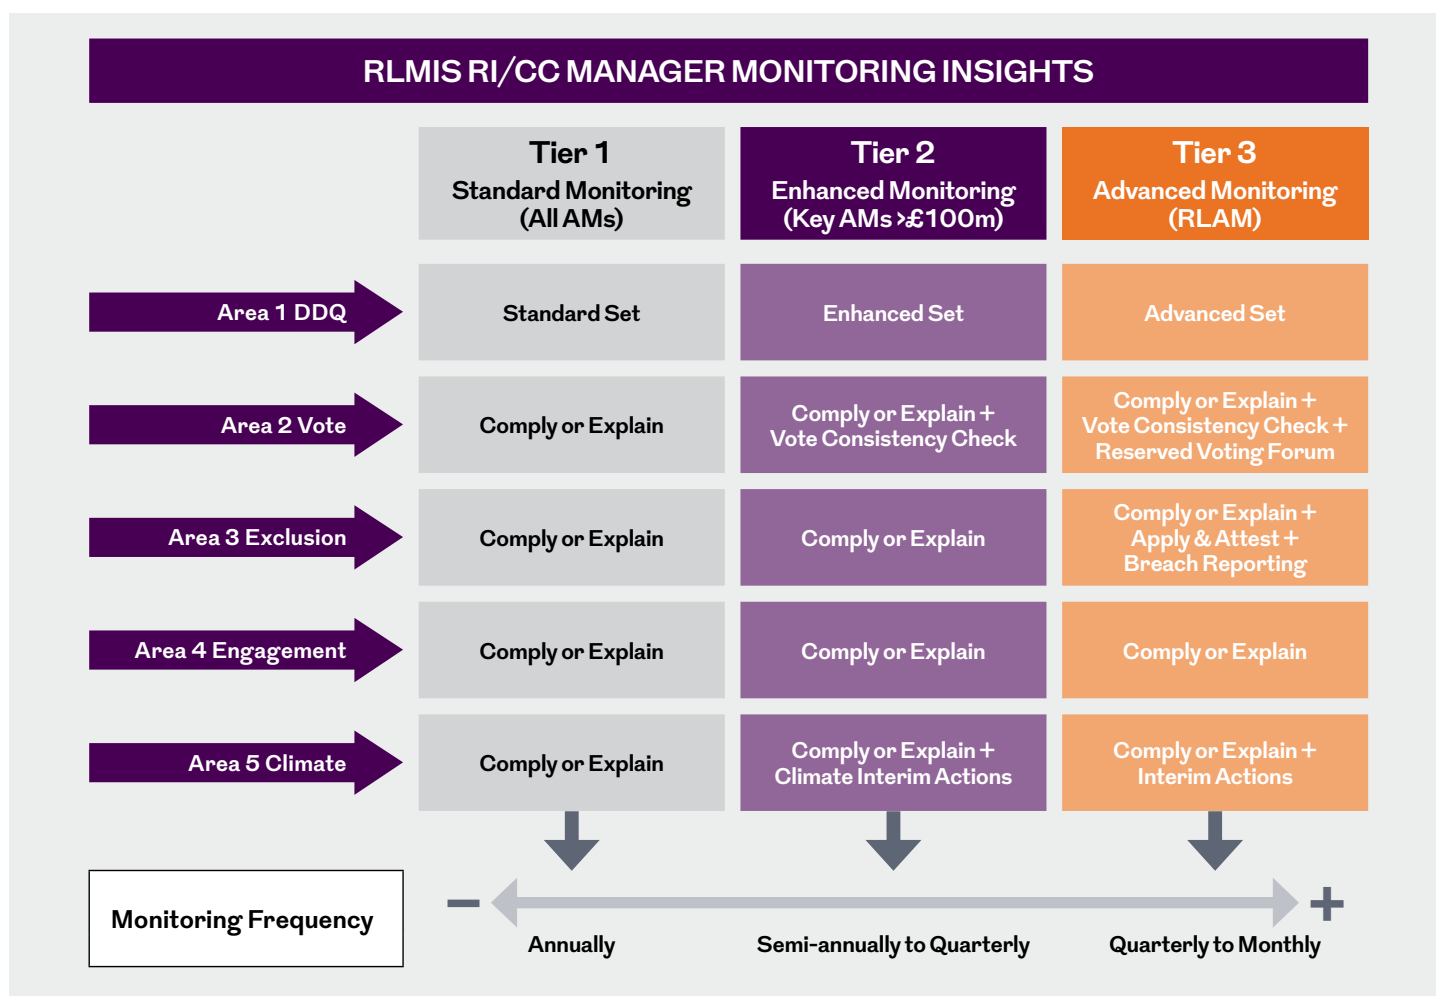 RLMIS RI/CC MANAGER MONITORING INSIGHTS
Tier 1
Standard Monitoring
(All AMs)
Tier 2
Enhanced Monitoring
(Key AMs >£100m)
Tier 3
Advanced Monitoring
(RLAM)
Area 1 DDQ
Standard Set
Enhanced Set
Advanced Set
Area 2 Vote
Comply or Explain
Comply or Explain +
Vote Consistency Check
Comply or Explain +
Vote Consistency Check +
Reserved Voting Forum
Area 3 Exclusion
Comply or Explain
Comply or Explain
Comply or Explain +
Apply & Attest +
Breach Reporting
Area 4 Engagement
Comply or Explain
Comply or Explain
Comply or Explain
Area 5 Climate
Comply or Explain
Comply or Explain +
Climate Interim Actions
Comply or Explain +
Interim Actions
Monitoring Frequency
− +
Annually
Semi-annually to Quarterly
Quarterly to Monthly